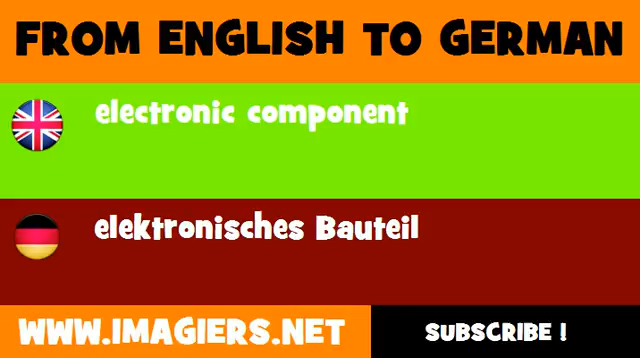 FROM ENGLISH TO GERMAN
electronic component
elektronisches Bauteil
WWW.IMAGIERS.NET
SUBSCRIBE !